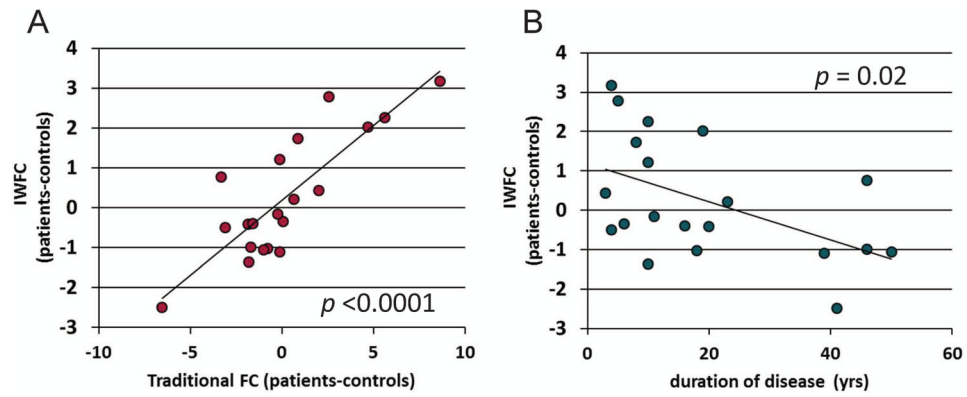 A
4
3
2
1
0
-1
-2
-3
IWFC
(patients-controls)
p <0.0001
-10 -5 0 5 10
Traditional FC (patients-controls)
B
4
3
2
1
0
-1
-2
-3
IWFC
(patients-controls)
p = 0.02
0 20 40 60
duration of disease (yrs)